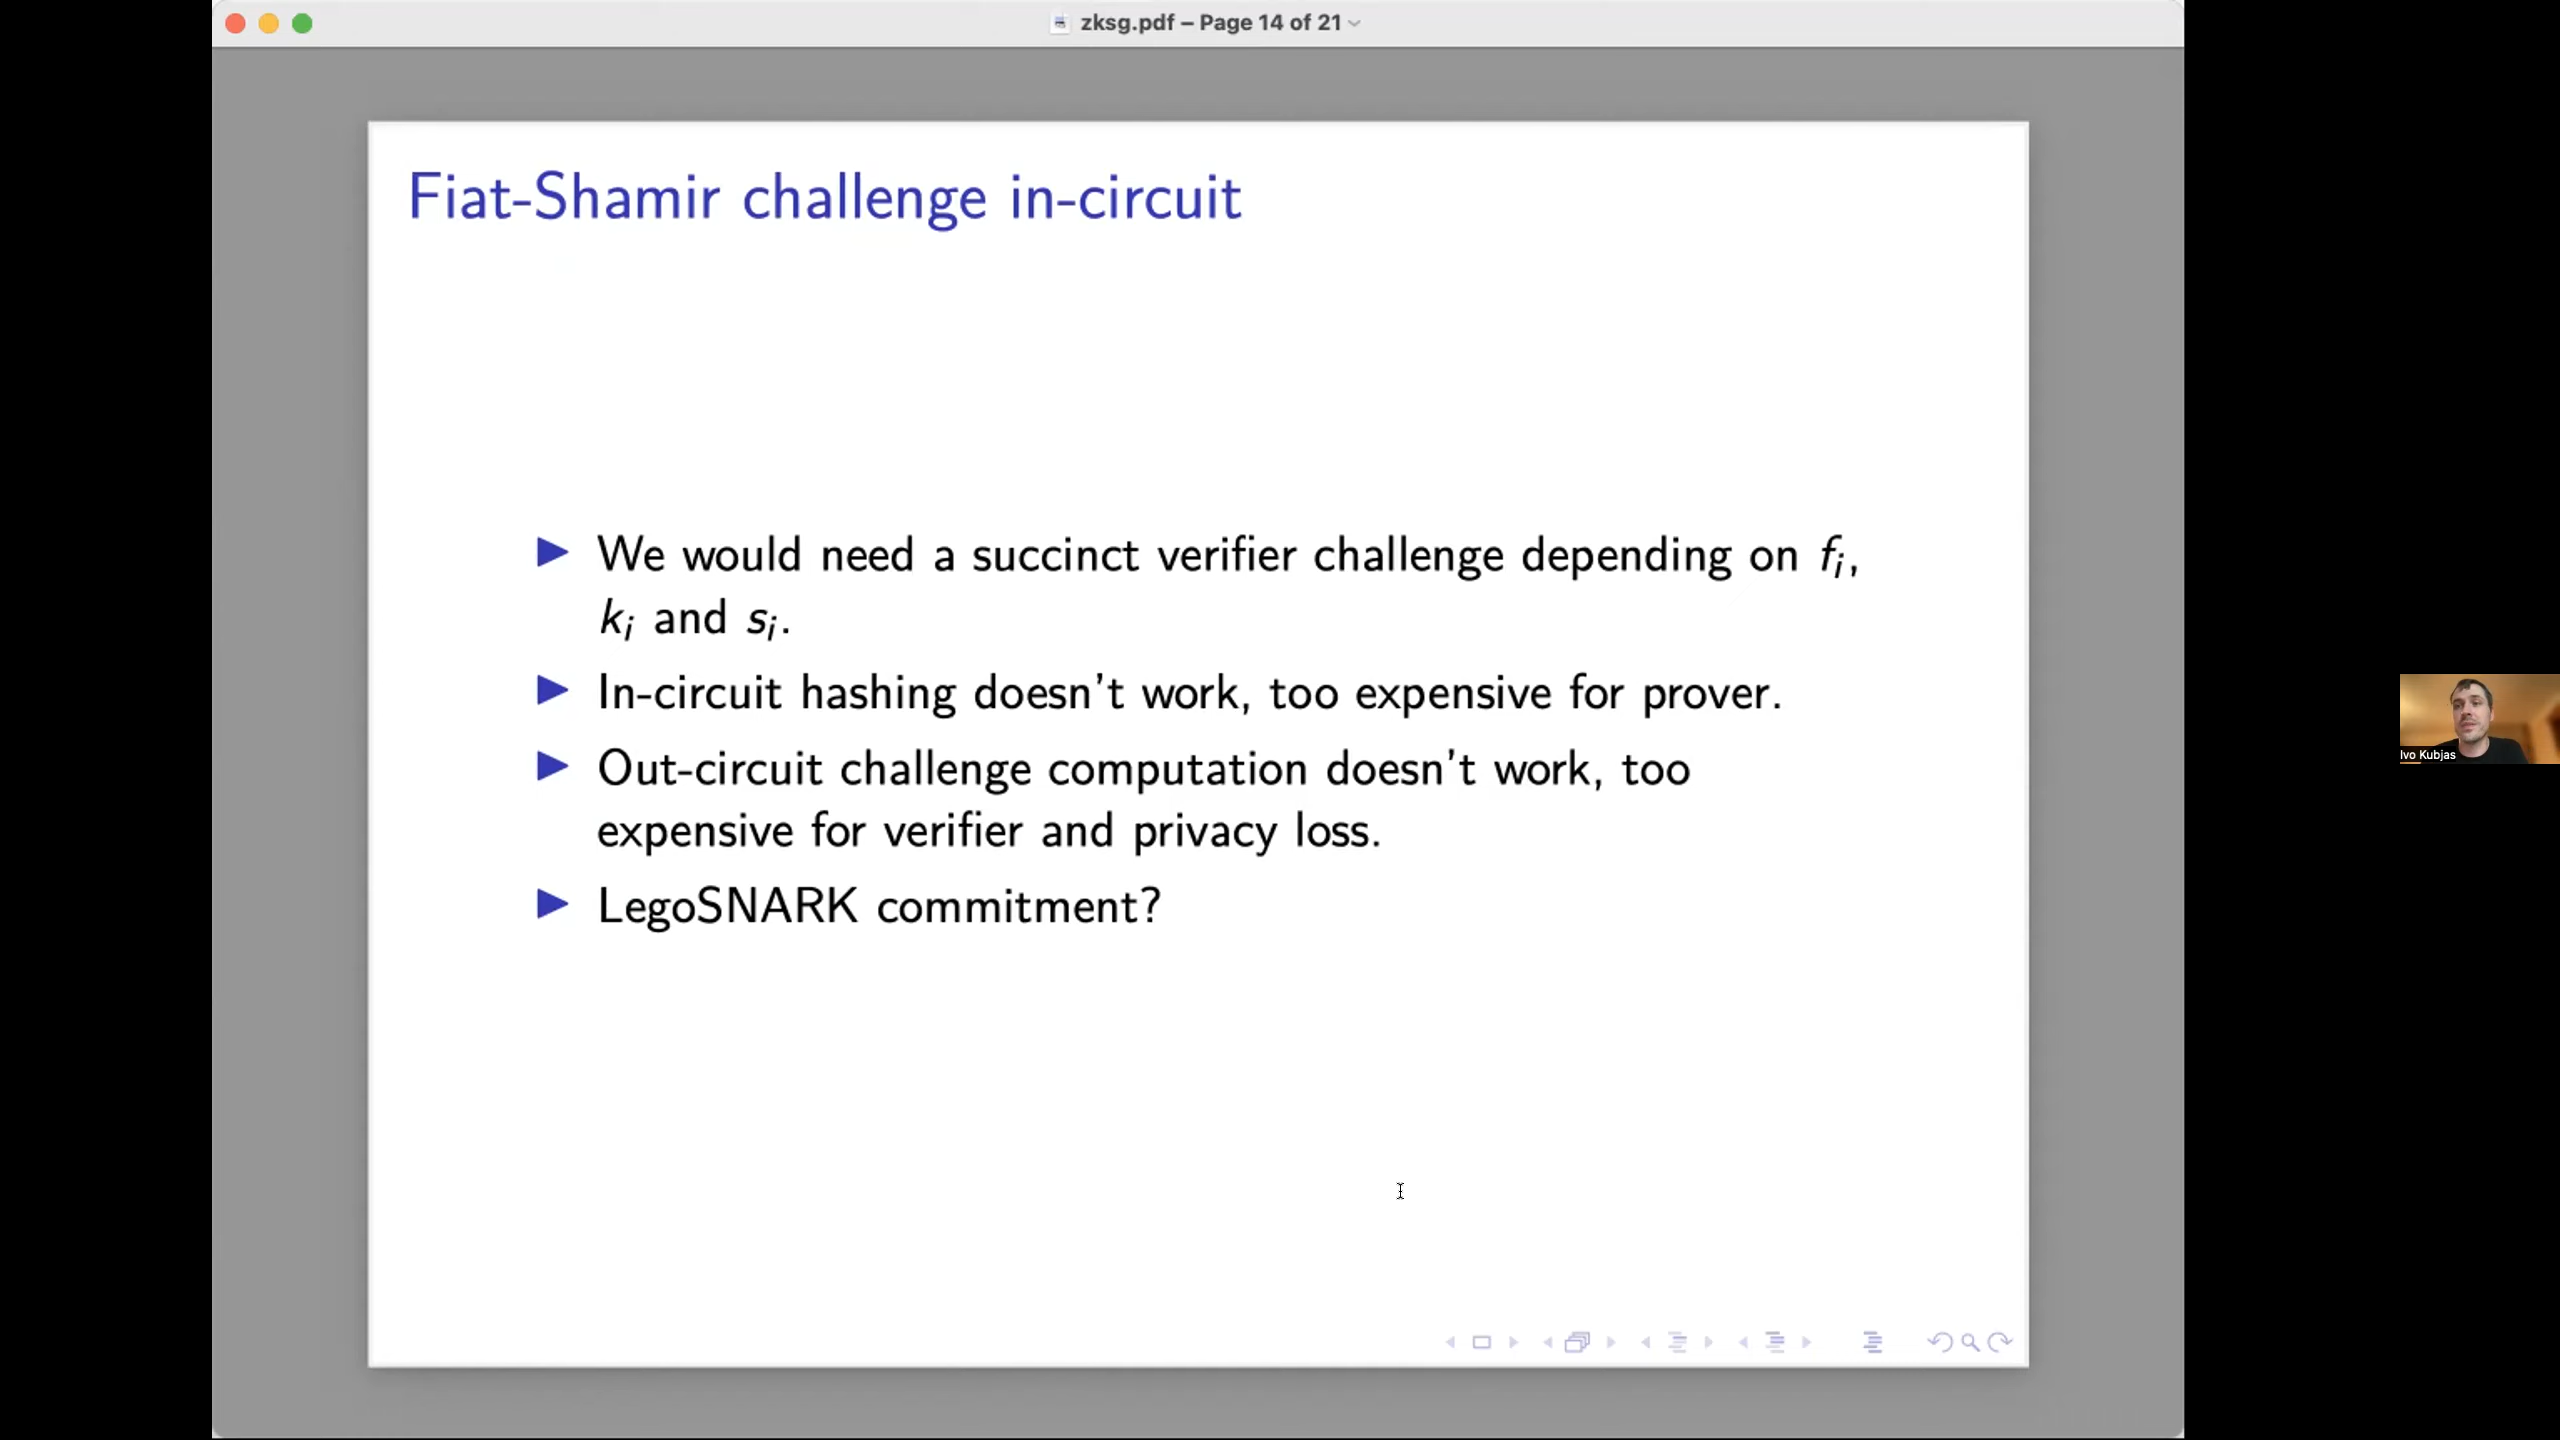 zksg.pdf – Page 14 of 21
Fiat-Shamir challenge in-circuit
We would need a succinct verifier challenge depending on fᵢ,
kᵢ and sᵢ.
In-circuit hashing doesn't work, too expensive for prover.
Out-circuit challenge computation doesn't work, too
expensive for verifier and privacy loss.
LegoSNARK commitment?
Ivo Kubjas